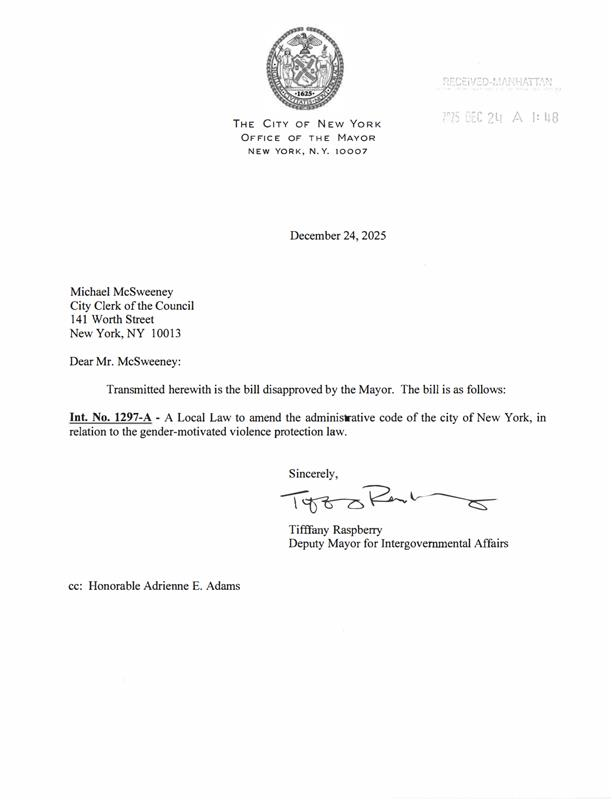 RECEIVED-MANHATTAN
2025 DEC 24 A 1:48
·1625·
THE CITY OF NEW YORK
OFFICE OF THE MAYOR
NEW YORK, N.Y. 10007
December 24, 2025
Michael McSweeney
City Clerk of the Council
141 Worth Street
New York, NY 10013
Dear Mr. McSweeney:
Transmitted herewith is the bill disapproved by the Mayor. The bill is as follows:
Int. No. 1297-A - A Local Law to amend the administrative code of the city of New York, in
relation to the gender-motivated violence protection law.
Sincerely,
Tifffany Raspberry
Deputy Mayor for Intergovernmental Affairs
cc: Honorable Adrienne E. Adams